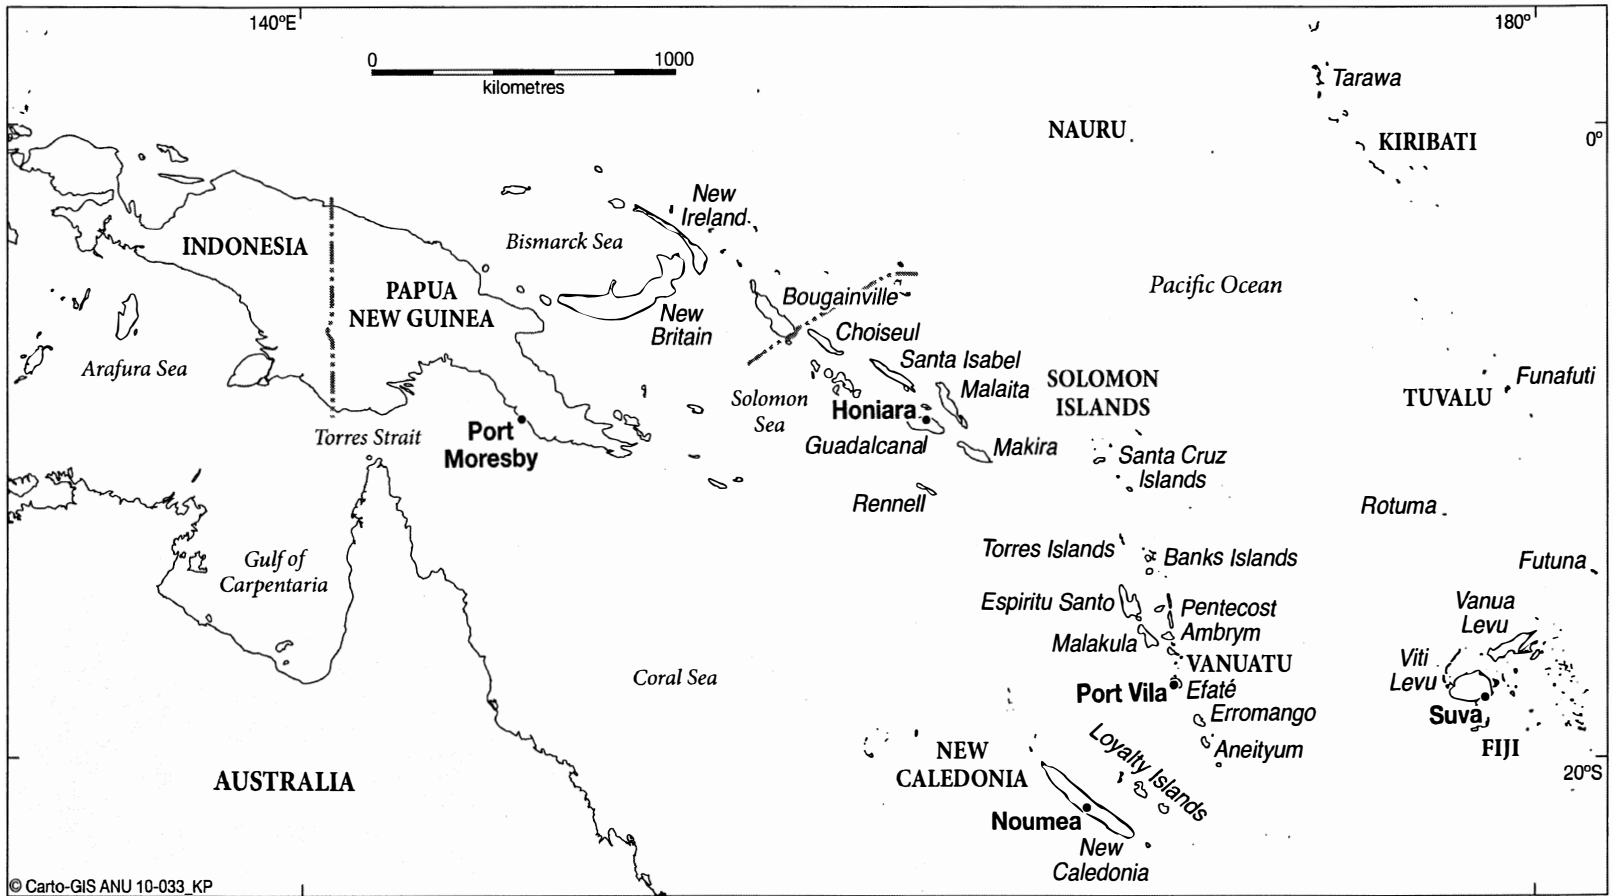 140°E
180°
0
1000
kilometres
Tarawa
NAURU
KIRIBATI
0°
New
Ireland
INDONESIA
Bismarck Sea
PAPUA
NEW GUINEA
New
Britain
Bougainville
Pacific Ocean
Choiseul
Arafura Sea
Santa Isabel
Malaita
SOLOMON
ISLANDS
Funafuti
TUVALU
Solomon
Sea
Honiara
Guadalcanal
Makira
Torres Strait
Port
Moresby
Santa Cruz
Islands
Rennell
Rotuma
Gulf of
Carpentaria
Torres Islands
Banks Islands
Futuna
Espiritu Santo
Pentecost
Ambrym
Malakula
Vanua
Levu
VANUATU
Viti
Levu
Coral Sea
Port Vila
Efaté
Erromango
Suva
Aneityum
FIJI
Loyalty Islands
NEW
CALEDONIA
20°S
AUSTRALIA
Noumea
New
Caledonia
© Carto-GIS ANU 10-033_KP